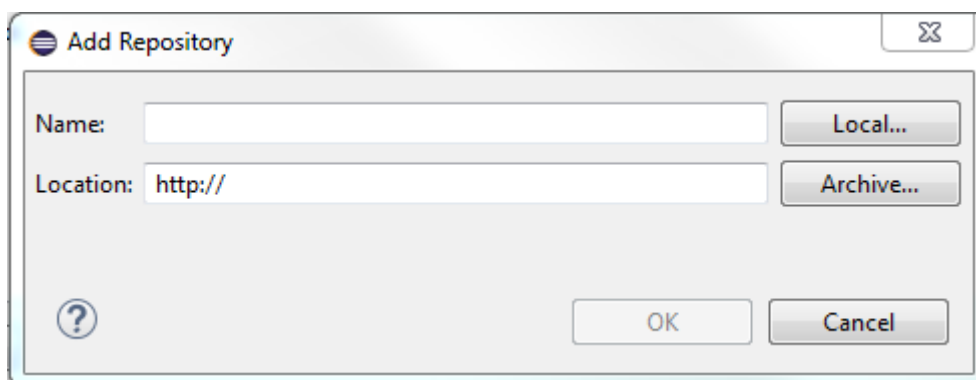 Add Repository
Name: Local...
Location: http:// Archive...
? OK Cancel